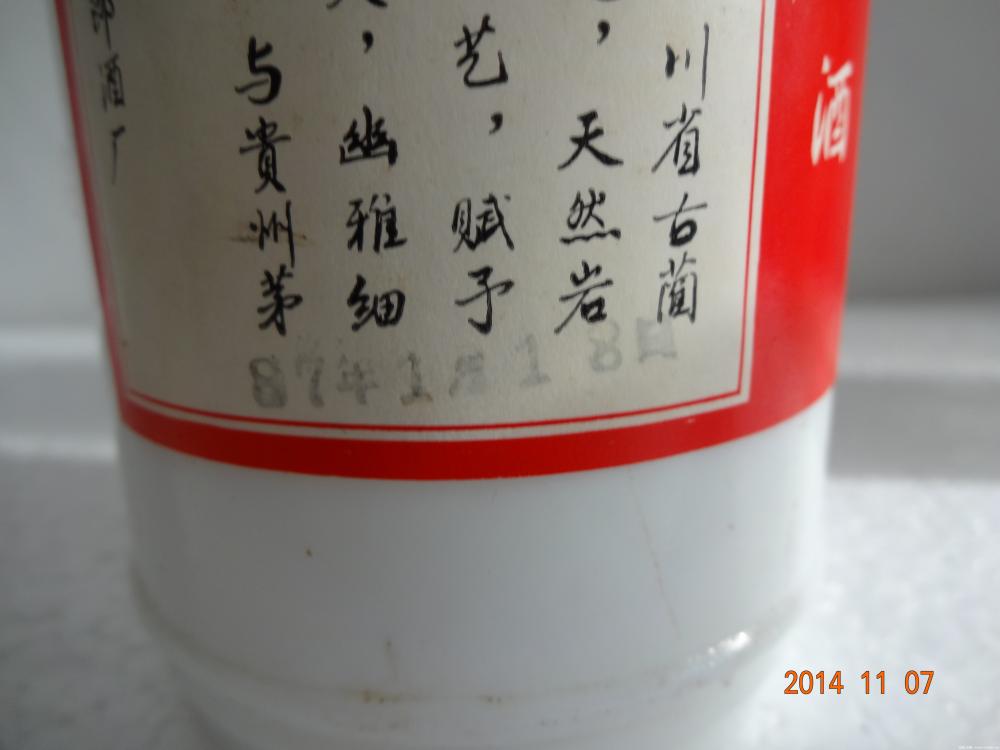 酒
川省古蔺
，天然岩
艺，赋予
，幽雅细
与贵州茅
郎酒厂
87年1月18日
2014 11 07